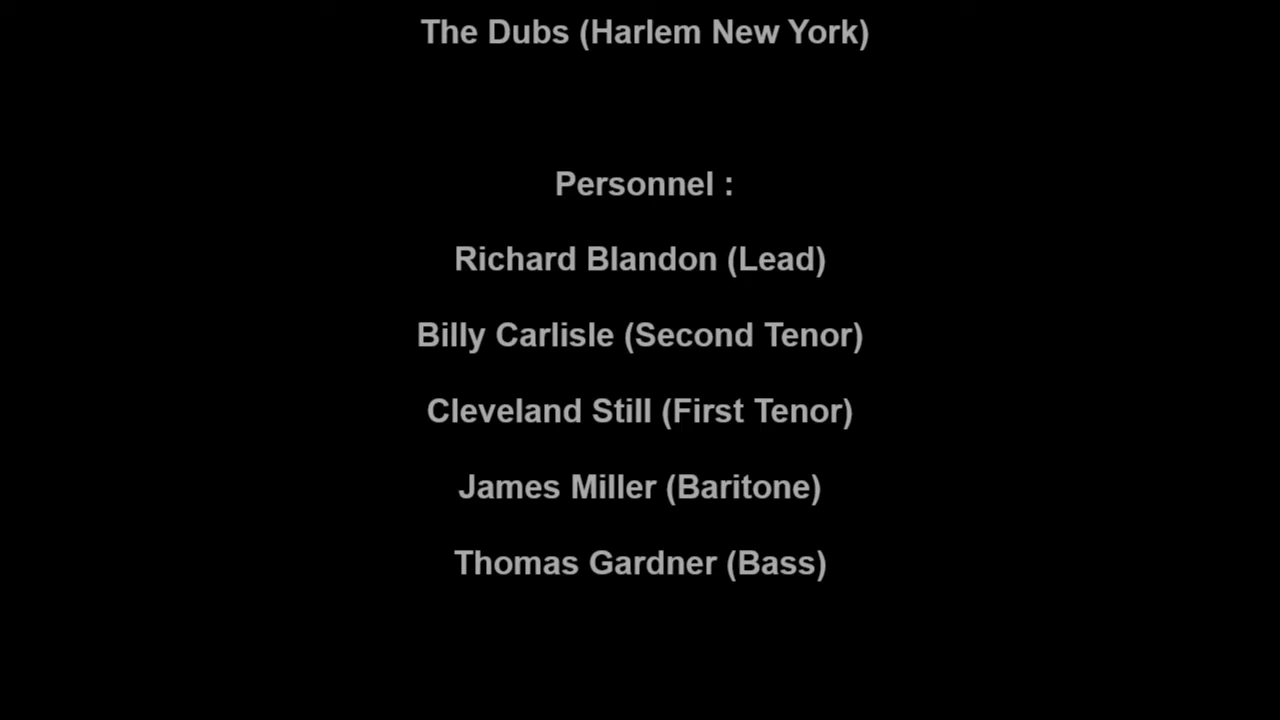 The Dubs (Harlem New York)
Personnel :
Richard Blandon (Lead)
Billy Carlisle (Second Tenor)
Cleveland Still (First Tenor)
James Miller (Baritone)
Thomas Gardner (Bass)